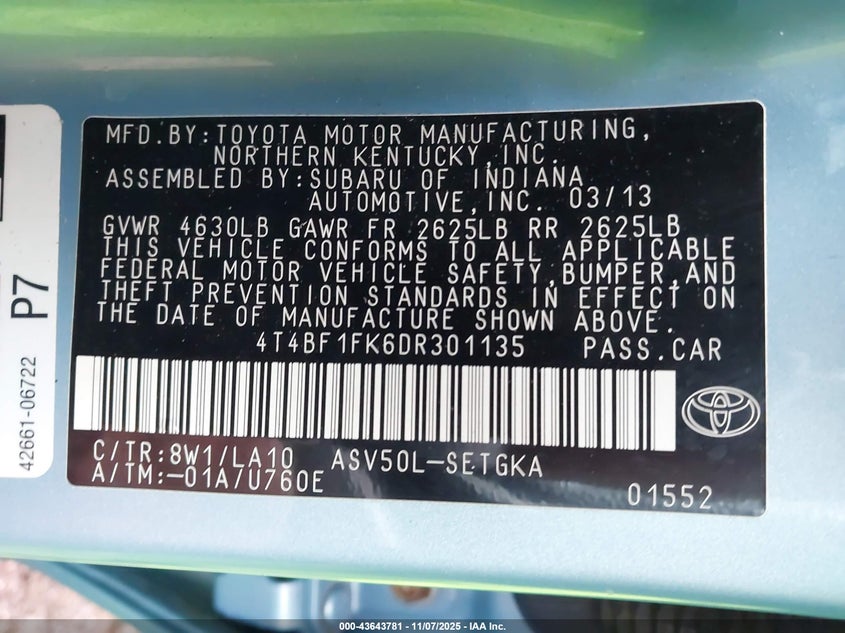 MFD.BY:TOYOTA MOTOR MANUFACTURING,
NORTHERN KENTUCKY,INC.
ASSEMBLED BY:SUBARU OF INDIANA
AUTOMOTIVE,INC. 03/13
GVWR 4630LB GAWR FR 2625LB RR 2625LB
THIS VEHICLE CONFORMS TO ALL APPLICABLE
FEDERAL MOTOR VEHICLE SAFETY,BUMPER,AND
THEFT PREVENTION STANDARDS IN EFFECT ON
THE DATE OF MANUFACTURE SHOWN ABOVE.
4T4BF1FK6DR301135 PASS.CAR
C/TR:8W1/LA10 ASV50L-SETGKA
A/TM:-01A/U760E
01552
P7
42661-06722
000-43643781 - 11/07/2025 - IAA Inc.